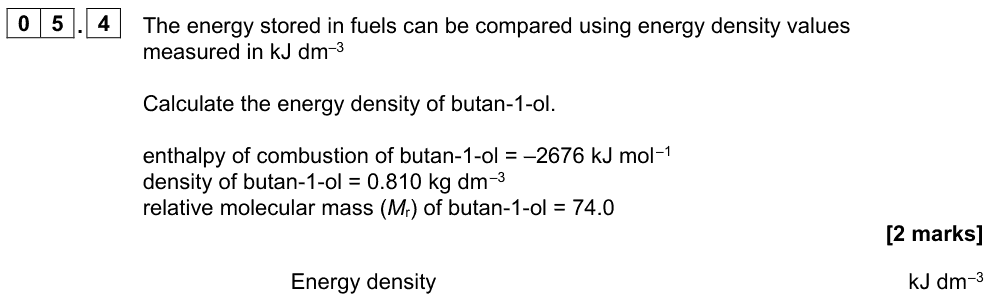 05.4 The energy stored in fuels can be compared using energy density values
measured in kJ dm⁻³
Calculate the energy density of butan-1-ol.
enthalpy of combustion of butan-1-ol = –2676 kJ mol⁻¹
density of butan-1-ol = 0.810 kg dm⁻³
relative molecular mass (Mᵣ) of butan-1-ol = 74.0
[2 marks]
Energy density kJ dm⁻³